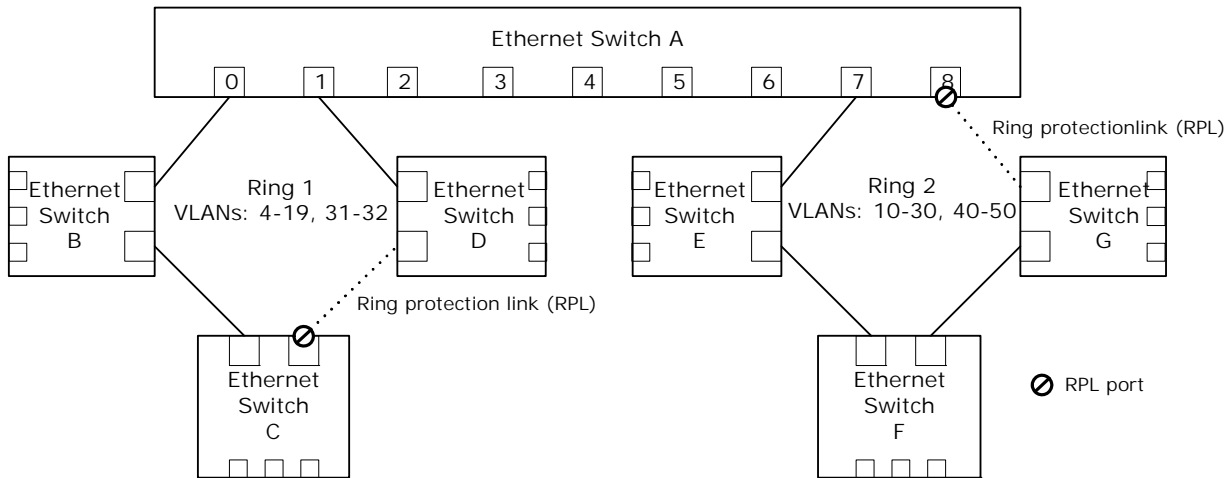 Ethernet Switch A
0 1 2 3 4 5 6 7 8
Ring protectionlink (RPL)
Ethernet
Switch
B
Ring 1
VLANs: 4-19, 31-32
Ethernet
Switch
D
Ethernet
Switch
E
Ring 2
VLANs: 10-30, 40-50
Ethernet
Switch
G
Ring protection link (RPL)
Ethernet
Switch
C
Ethernet
Switch
F
RPL port